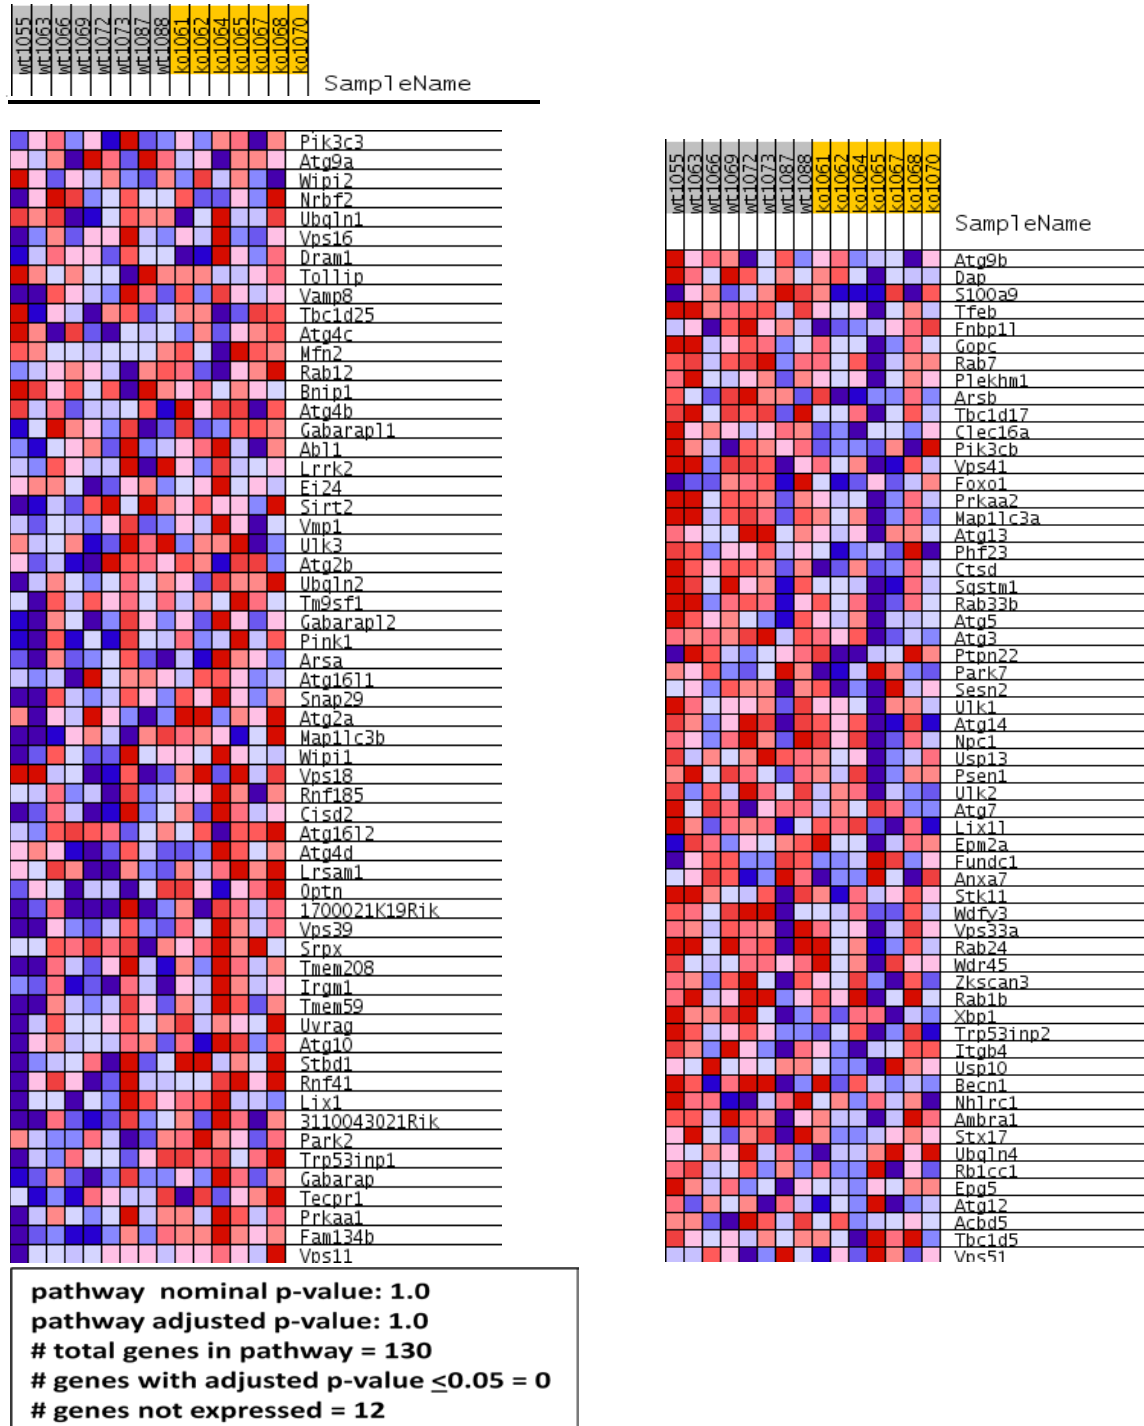 wt1055
wt1063
wt1066
wt1069
wt1072
wt1073
wt1087
wt1088
ko1061
ko1062
ko1064
ko1065
ko1067
ko1068
ko1070
SampleName
Pik3c3
Atg9a
Wipi2
Nrbf2
Ubqln1
Vps16
Dram1
Tollip
Vamp8
Tbc1d25
Atg4c
Mfn2
Rab12
Bnip1
Atg4b
Gabarapl1
Abl1
Lrrk2
Ei24
Sirt2
Vmp1
Ulk3
Atg2b
Ubqln2
Tm9sf1
Gabarapl2
Pink1
Arsa
Atg16l1
Snap29
Atg2a
Map1lc3b
Wipi1
Vps18
Rnf185
Cisd2
Atg16l2
Atg4d
Lrsam1
Optn
1700021K19Rik
Vps39
Srpx
Tmem208
Irgm1
Tmem59
Uvrag
Atg10
Stbd1
Rnf41
Lix1
3110043O21Rik
Park2
Trp53inp1
Gabarap
Tecpr1
Prkaa1
Fam134b
Vps11
pathway nominal p-value: 1.0
pathway adjusted p-value: 1.0
# total genes in pathway = 130
# genes with adjusted p-value ≤0.05 = 0
# genes not expressed = 12
wt1055
wt1063
wt1066
wt1069
wt1072
wt1073
wt1087
wt1088
ko1061
ko1062
ko1064
ko1065
ko1067
ko1068
ko1070
SampleName
Atg9b
Dap
S100a9
Tfeb
Fnbp1l
Gopc
Rab7
Plekhm1
Arsb
Tbc1d17
Clec16a
Pik3cb
Vps41
Foxo1
Prkaa2
Map1lc3a
Atg13
Phf23
Ctsd
Sqstm1
Rab33b
Atg5
Atg3
Ptpn22
Park7
Sesn2
Ulk1
Atg14
Npc1
Usp13
Psen1
Ulk2
Atg7
Lix1l
Epm2a
Fundc1
Anxa7
Stk11
Wdfy3
Vps33a
Rab24
Wdr45
Zkscan3
Rab1b
Xbp1
Trp53inp2
Itgb4
Usp10
Becn1
Nhlrc1
Ambra1
Stx17
Ubqln4
Rb1cc1
Epg5
Atg12
Acbd5
Tbc1d5
Vps51